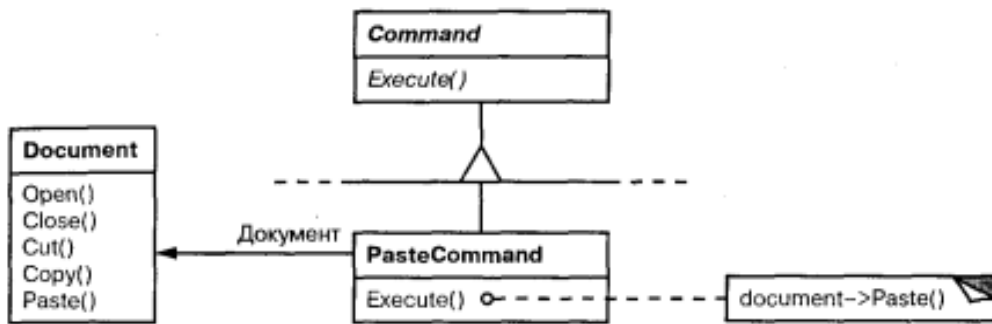 Command
Execute()
Document
Open()
Close()
Cut()
Copy()
Paste()
Документ
PasteCommand
Execute()
document->Paste()